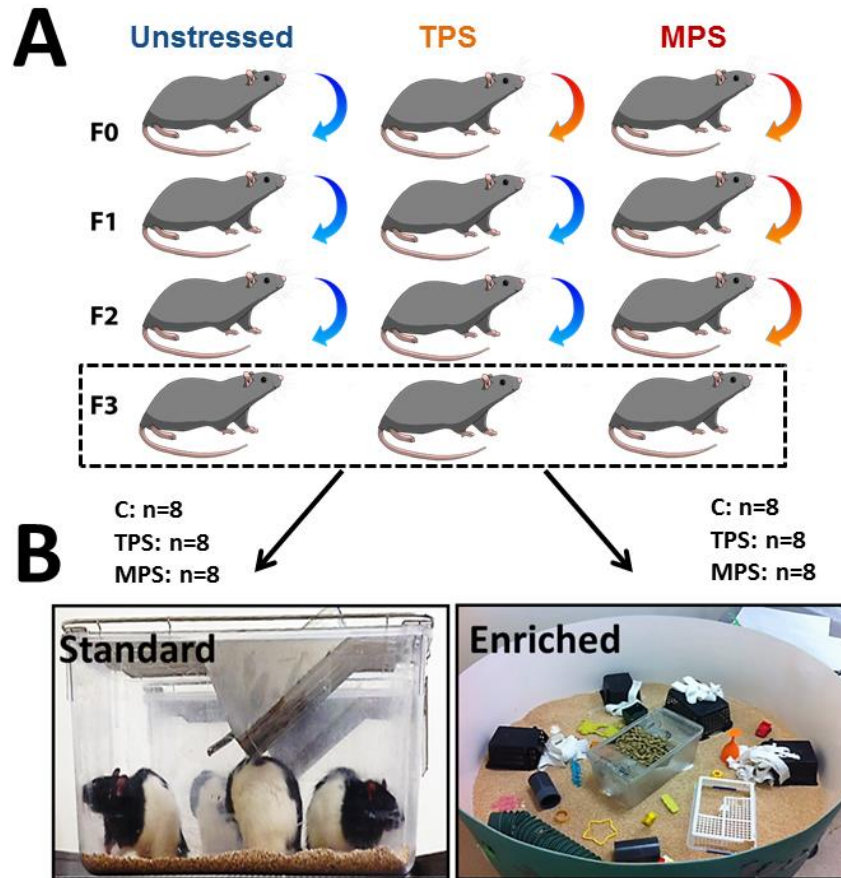 A
Unstressed TPS MPS
F0
F1
F2
F3
C: n=8
TPS: n=8
MPS: n=8
C: n=8
TPS: n=8
MPS: n=8
B
Standard
Enriched